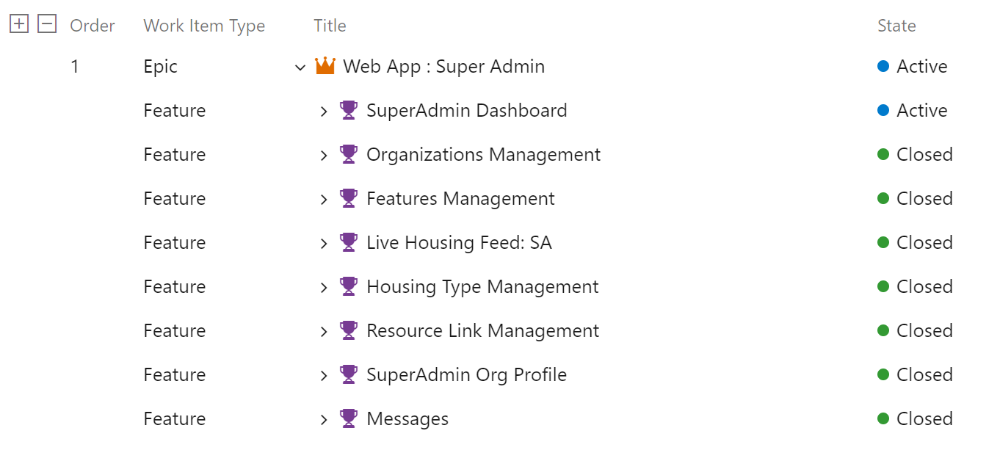 Order Work Item Type Title State
1 Epic Web App : Super Admin Active
Feature SuperAdmin Dashboard Active
Feature Organizations Management Closed
Feature Features Management Closed
Feature Live Housing Feed: SA Closed
Feature Housing Type Management Closed
Feature Resource Link Management Closed
Feature SuperAdmin Org Profile Closed
Feature Messages Closed